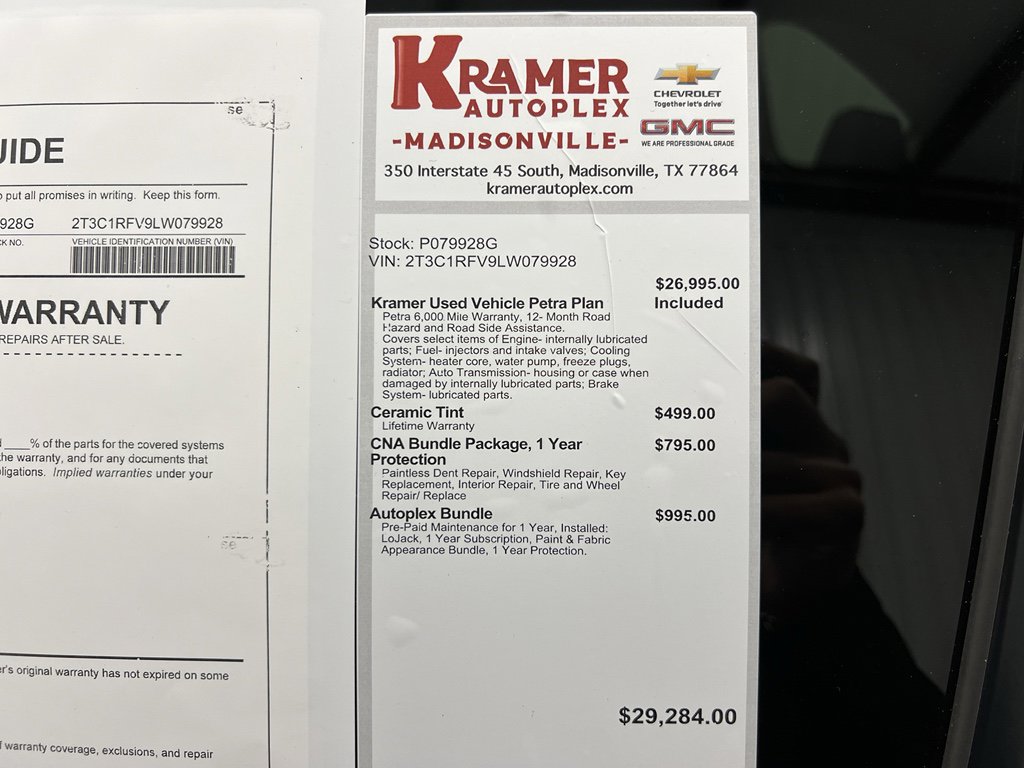 se
UIDE
put all promises in writing. Keep this form.
928G 2T3C1RFV9LW079928
CK NO. VEHICLE IDENTIFICATION NUMBER (VIN)
WARRANTY
REPAIRS AFTER SALE.
____% of the parts for the covered systems
the warranty, and for any documents that
ligations. Implied warranties under your
se
er's original warranty has not expired on some
f warranty coverage, exclusions, and repair
KRAMER
AUTOPLEX
-MADISONVILLE-
CHEVROLET
Together let's drive
GMC
WE ARE PROFESSIONAL GRADE
350 Interstate 45 South, Madisonville, TX 77864
kramerautoplex.com
Stock: P079928G
VIN: 2T3C1RFV9LW079928
$26,995.00
Kramer Used Vehicle Petra Plan Included
Petra 6,000 Mile Warranty, 12- Month Road
Hazard and Road Side Assistance.
Covers select items of Engine- internally lubricated
parts; Fuel- injectors and intake valves; Cooling
System- heater core, water pump, freeze plugs,
radiator; Auto Transmission- housing or case when
damaged by internally lubricated parts; Brake
System- lubricated parts.
Ceramic Tint $499.00
Lifetime Warranty
CNA Bundle Package, 1 Year $795.00
Protection
Paintless Dent Repair, Windshield Repair, Key
Replacement, Interior Repair, Tire and Wheel
Repair/ Replace
Autoplex Bundle $995.00
Pre-Paid Maintenance for 1 Year, Installed:
LoJack, 1 Year Subscription, Paint & Fabric
Appearance Bundle, 1 Year Protection.
$29,284.00